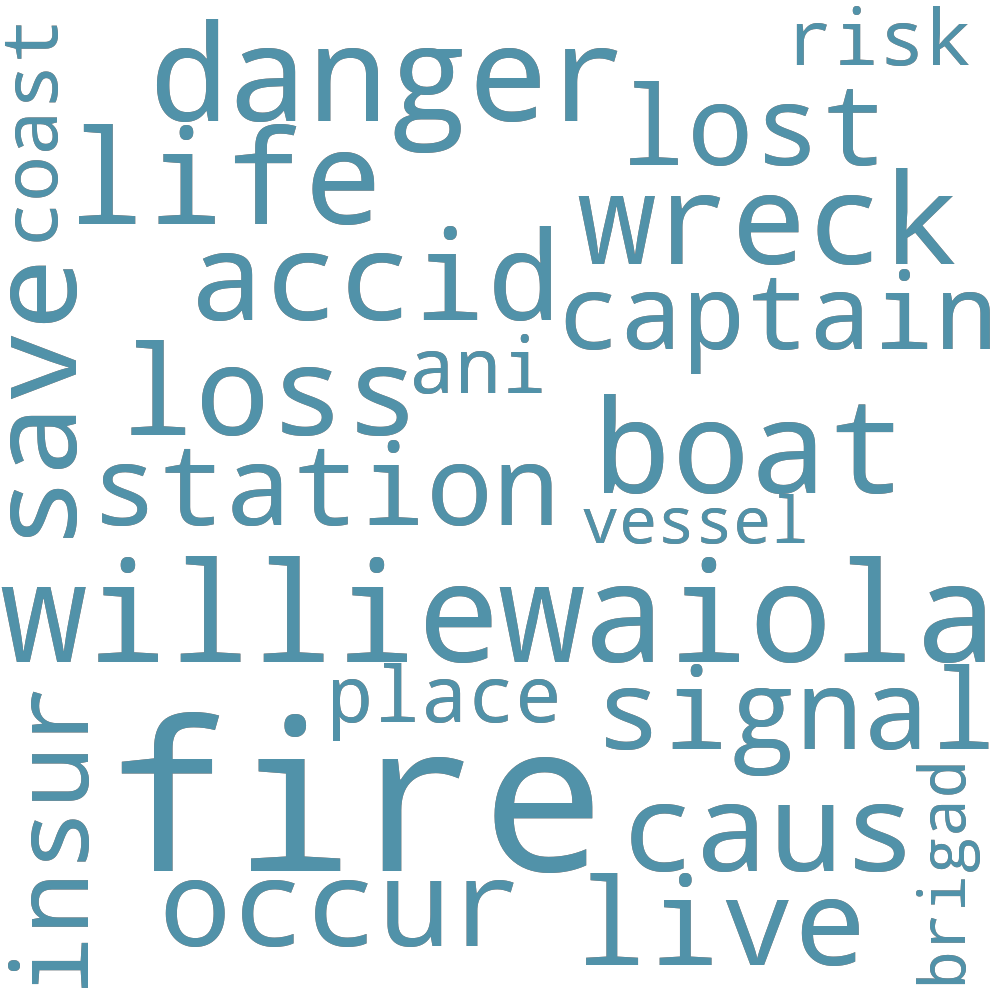 coast
danger
risk
life
lost
wreck
save
accid
captain
loss
ani
boat
station
vessel
williewaiola
place
signal
insur
fire
caus
brigad
occur
live